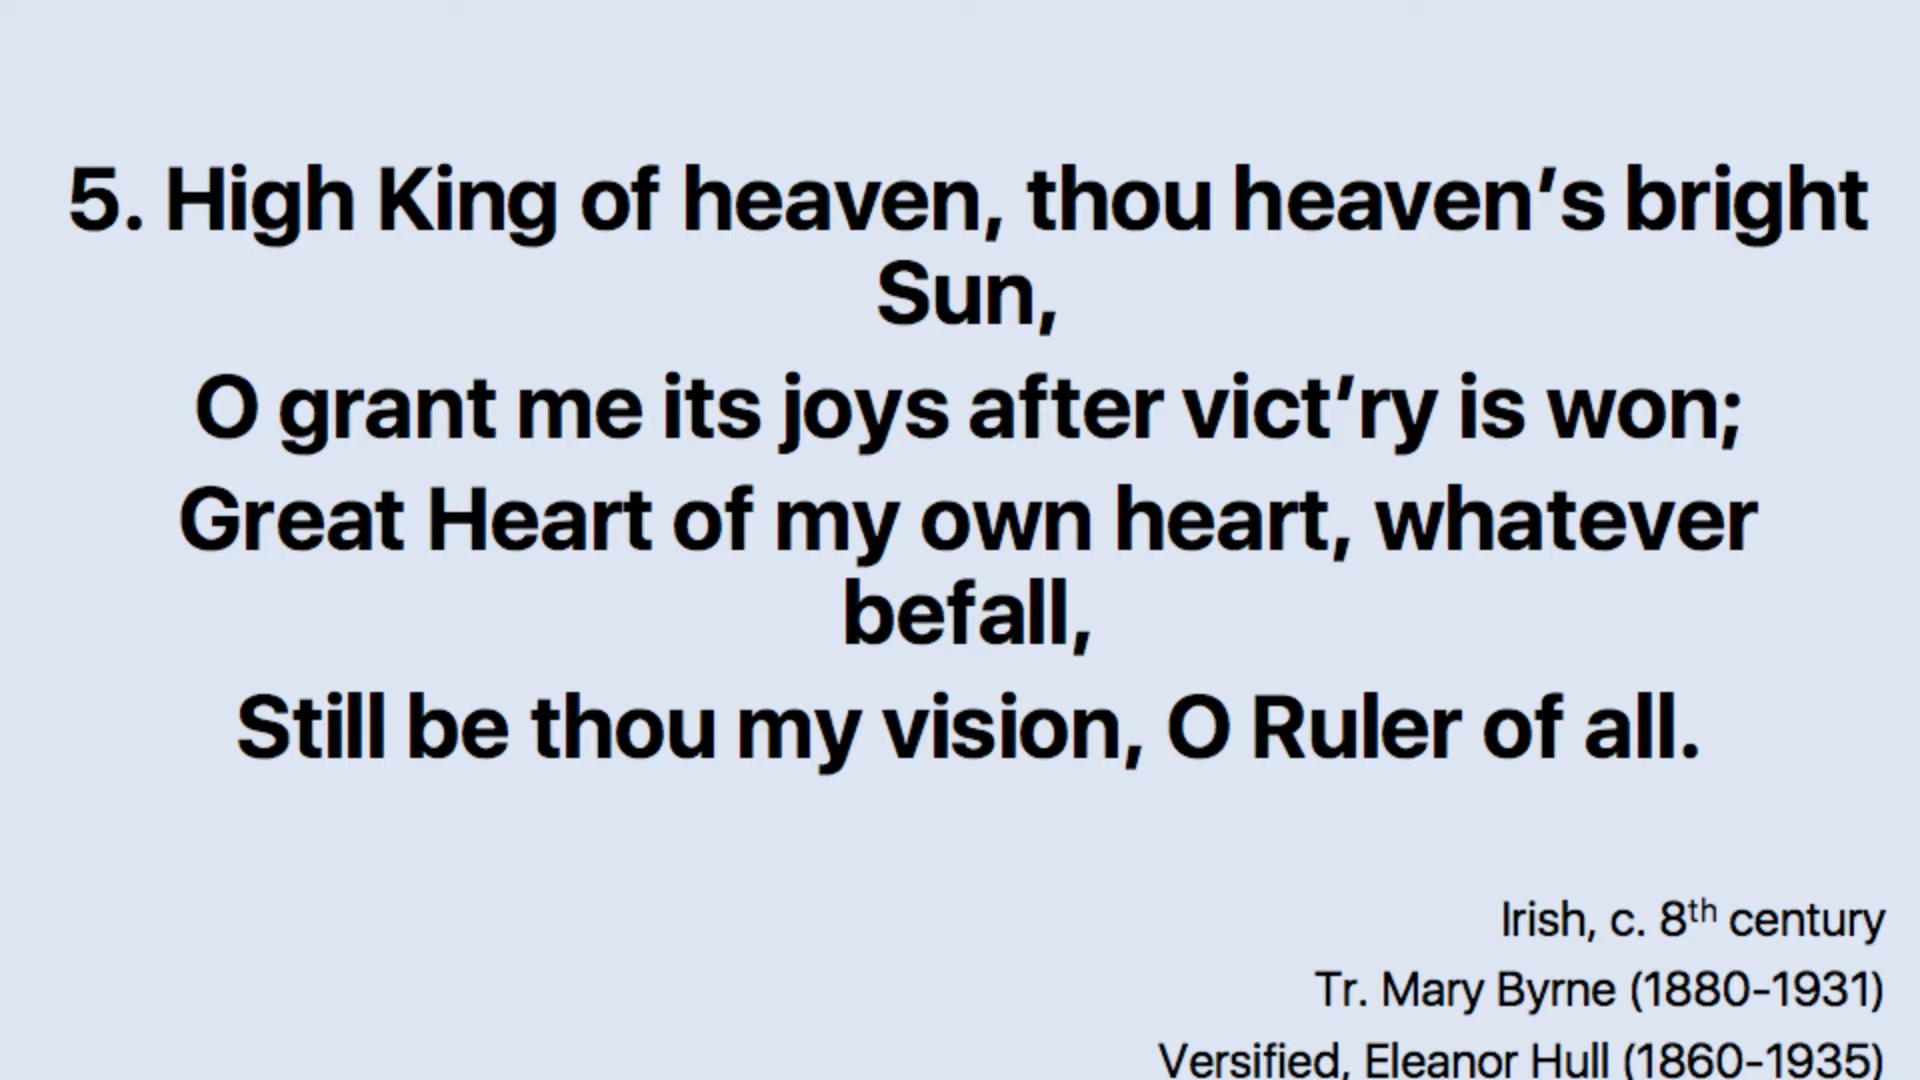 5. High King of heaven, thou heaven’s bright
Sun,
O grant me its joys after vict’ry is won;
Great Heart of my own heart, whatever
befall,
Still be thou my vision, O Ruler of all.
Irish, c. 8th century
Tr. Mary Byrne (1880-1931)
Versified, Eleanor Hull (1860-1935)